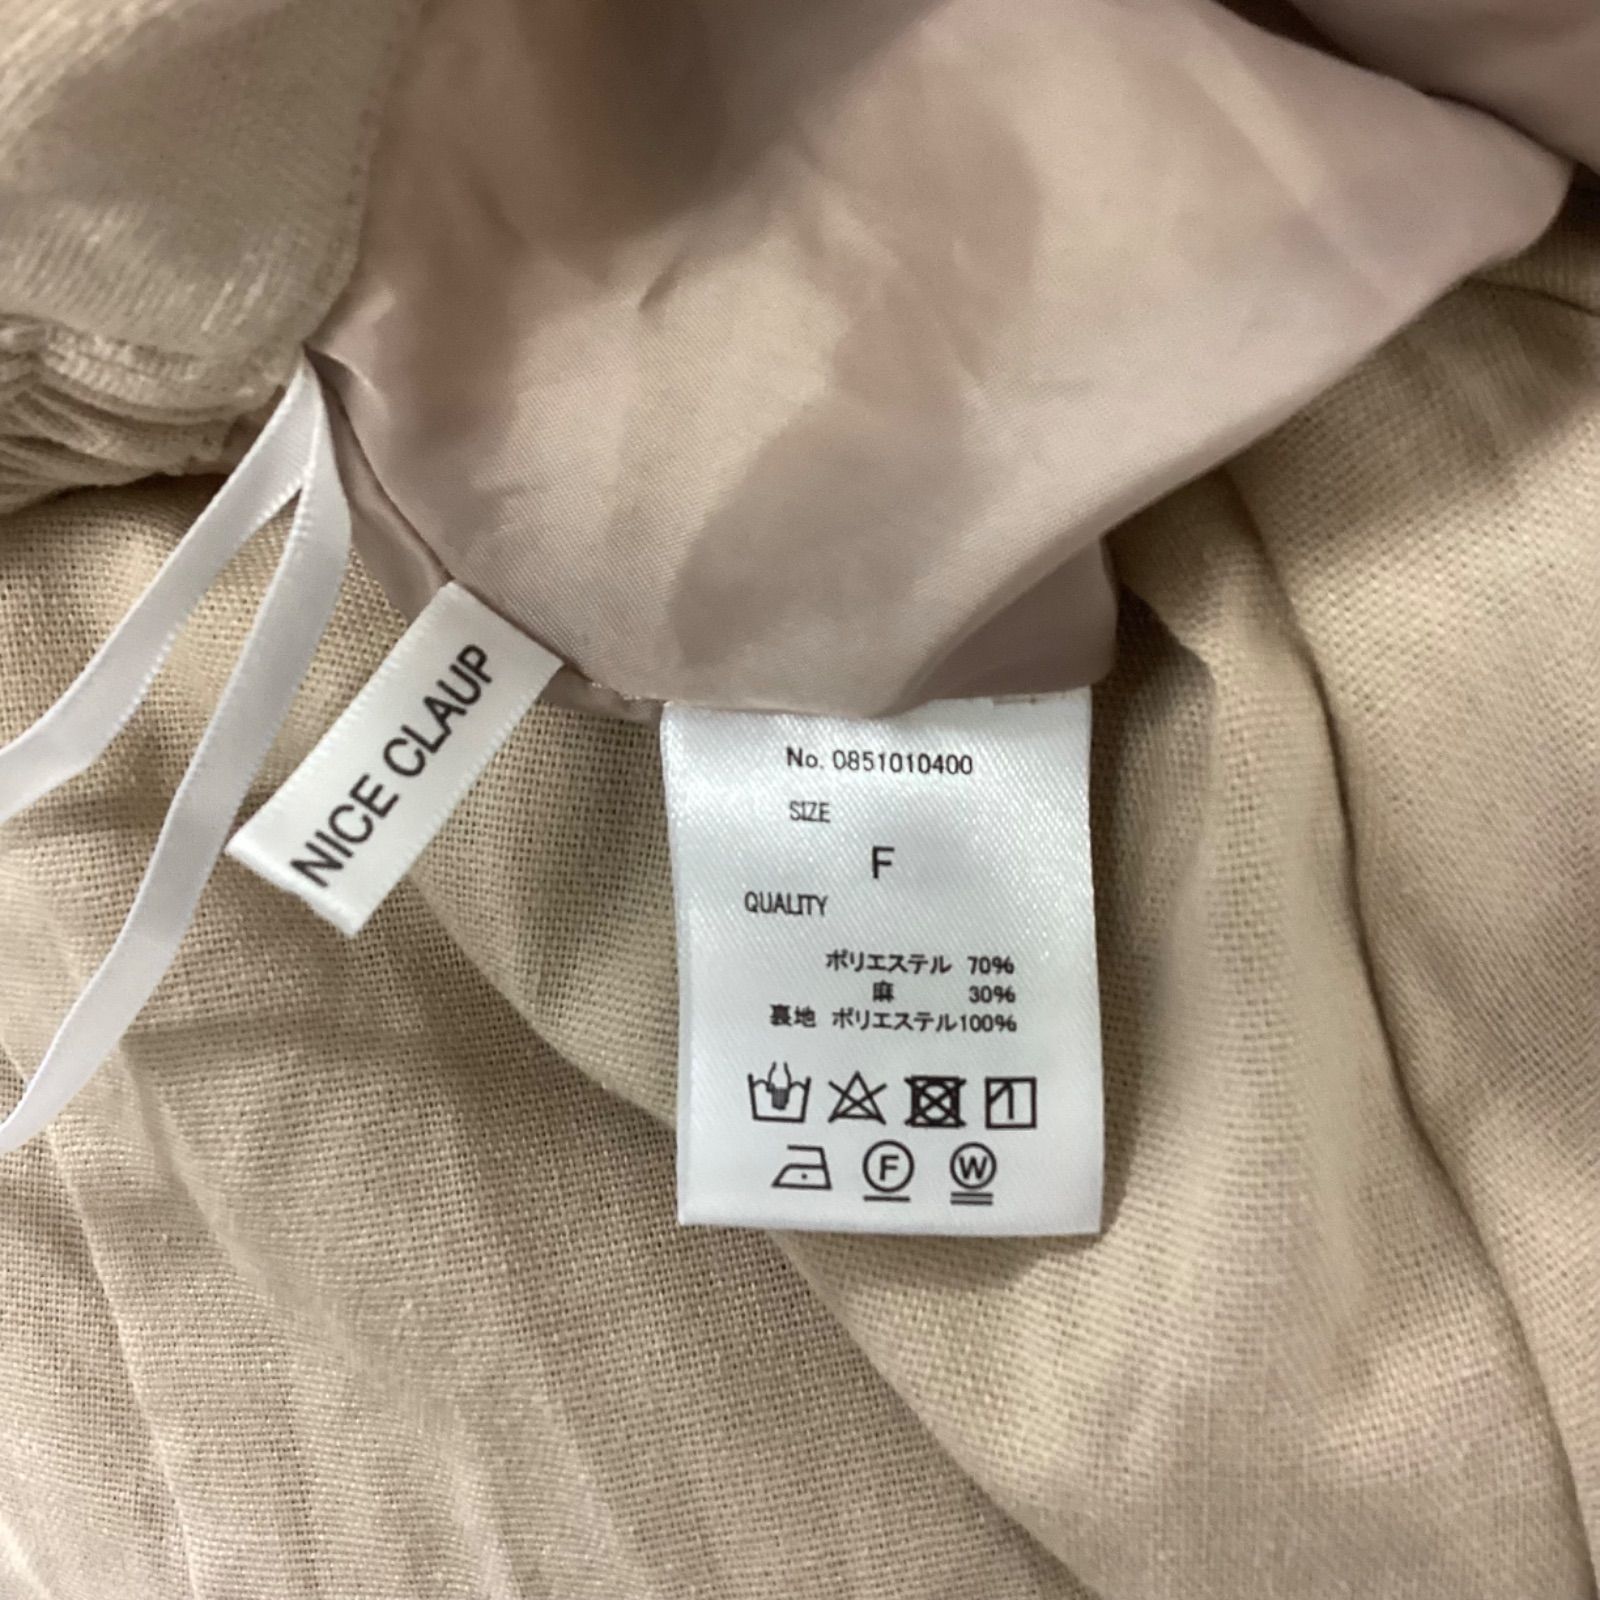 NICE CLAUP
No. 0851010400
SIZE
F
QUALITY
ポリエステル 70%
麻 30%
裏地 ポリエステル100%
F W